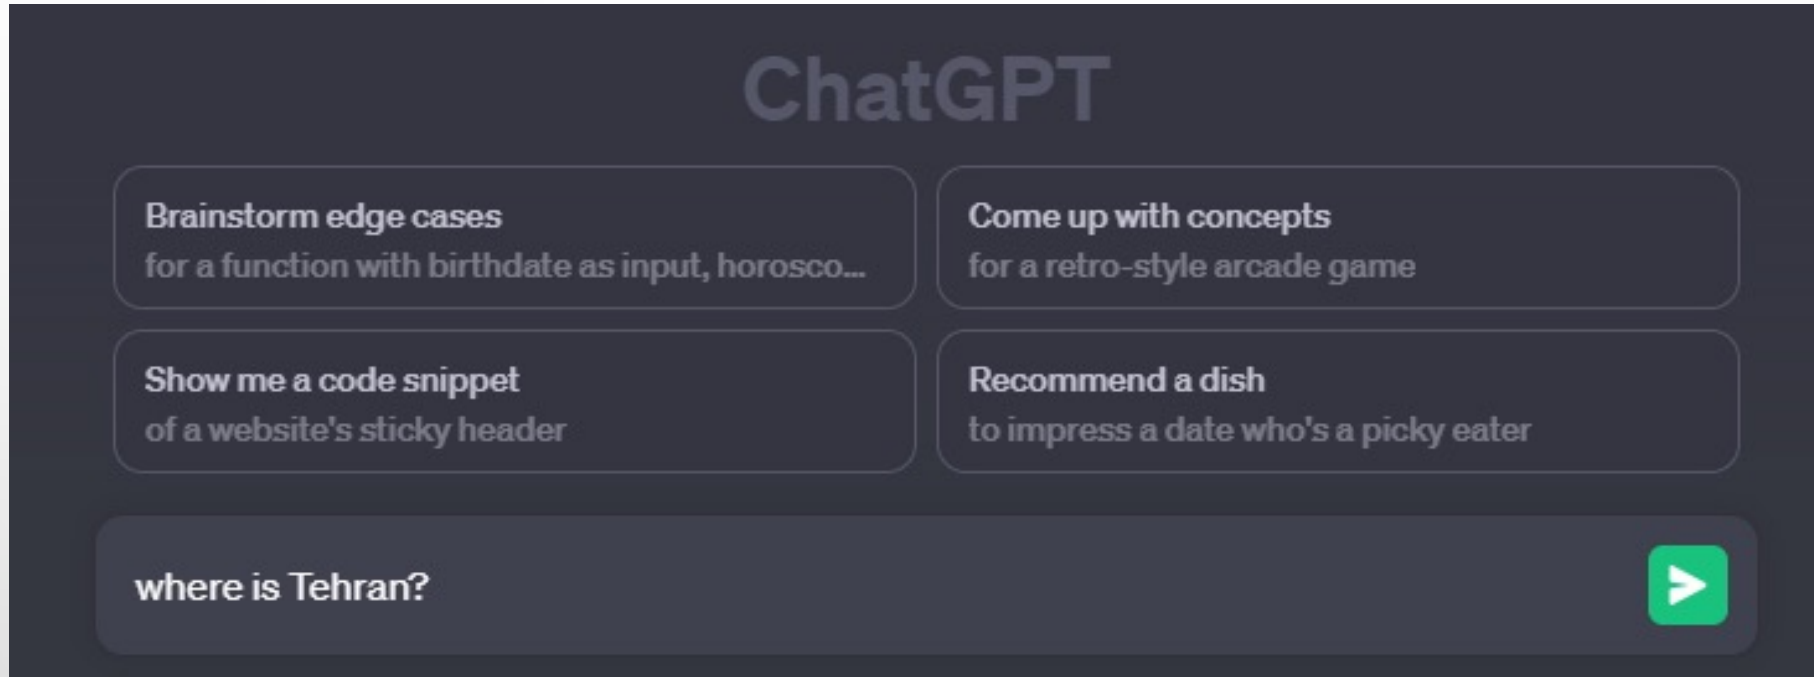 ChatGPT
Brainstorm edge cases
for a function with birthdate as input, horosco...
Come up with concepts
for a retro-style arcade game
Show me a code snippet
of a website's sticky header
Recommend a dish
to impress a date who's a picky eater
where is Tehran?